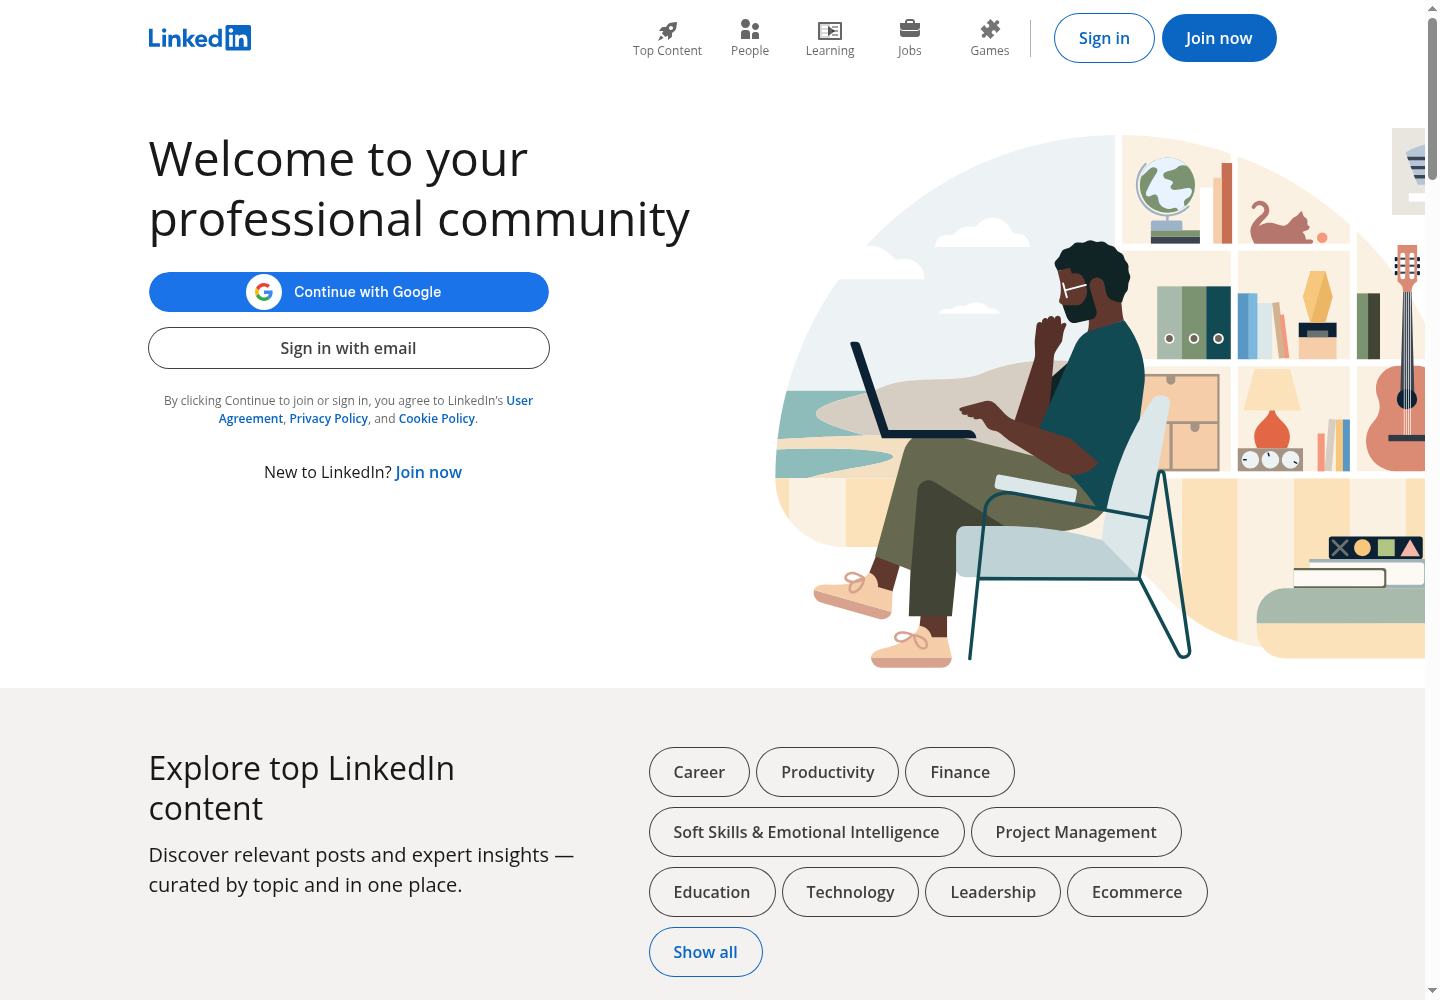 Linked in
Top Content
People
Learning
Jobs
Games
Sign in
Join now
Welcome to your
professional community
Continue with Google
Sign in with email
By clicking Continue to join or sign in, you agree to LinkedIn's User
Agreement, Privacy Policy, and Cookie Policy.
New to LinkedIn? Join now
Explore top LinkedIn
content
Discover relevant posts and expert insights —
curated by topic and in one place.
Career
Productivity
Finance
Soft Skills & Emotional Intelligence
Project Management
Education
Technology
Leadership
Ecommerce
Show all